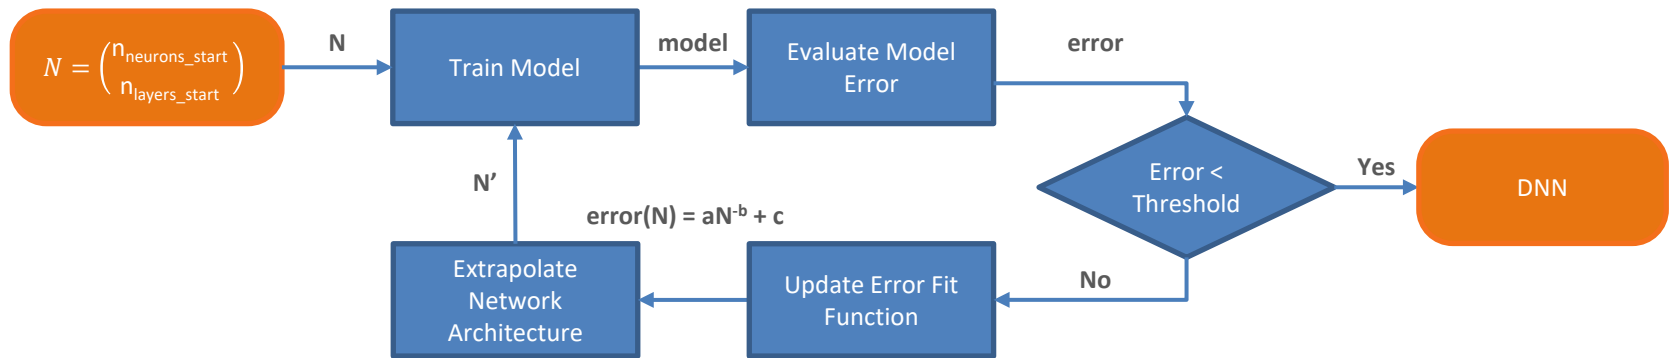 N = (n_neurons_start
n_layers_start)
N
Train Model
model
Evaluate Model
Error
error
Error <
Threshold
Yes
DNN
No
Update Error Fit
Function
error(N) = aN^-b + c
Extrapolate
Network
Architecture
N’